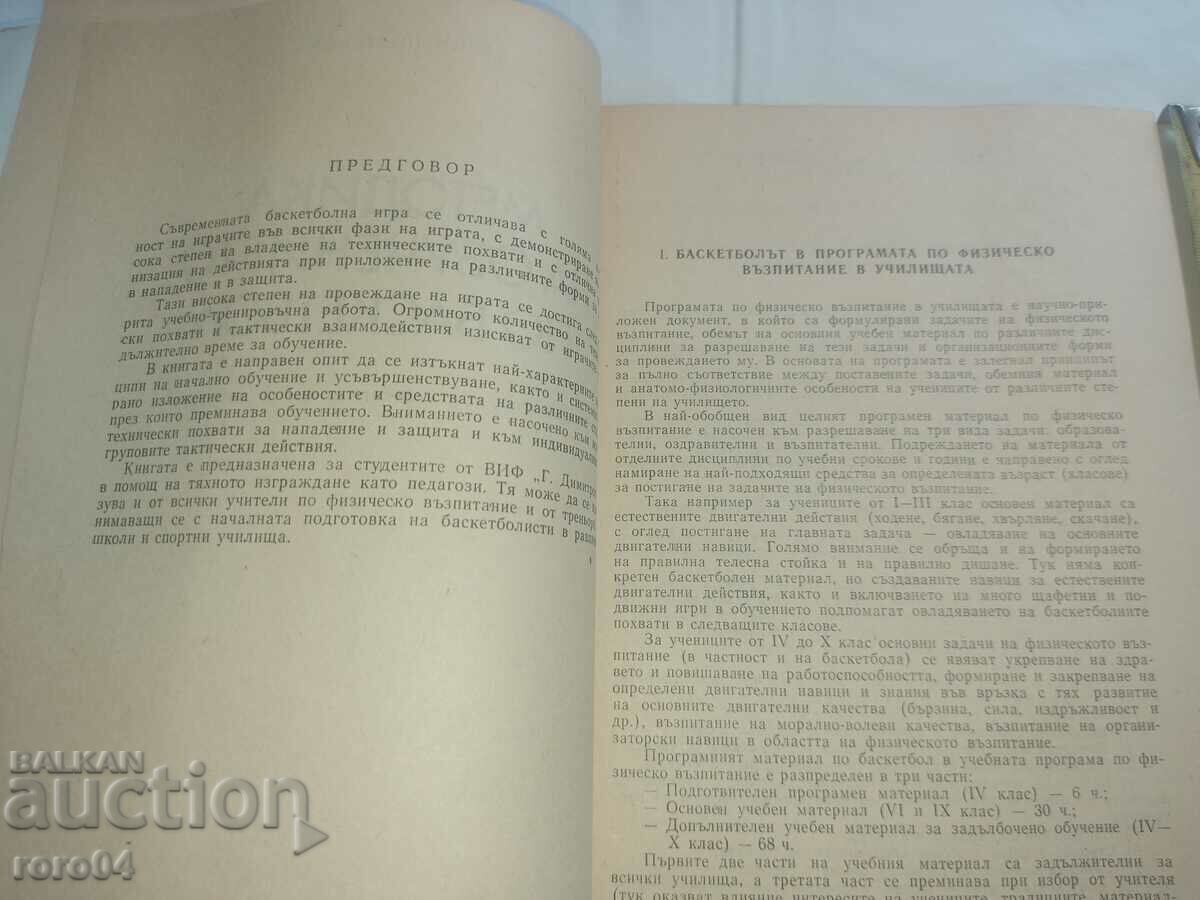 ПРЕДГОВОР
Съвременната баскетболна игра се отличава с голяма
ност на играчите във всички фази на играта, с демонстриране
сока степен на владеене на техническите похвати и с отлична
низация на действията при приложение на различните форми
в нападение и в защита.
Тази висока степен на провеждане на играта се достига
рита учебно-тренировъчна работа. Огромното количество на
ски похвати и тактически взаимодействия изискват от играчите
дължително време за обучение.
В книгата е направен опит да се изтъкнат най-характерните
ципи на начално обучение и усъвършенствуване, както и
рано изложение на особеностите и средствата на различните
през които преминава обучението. Вниманието е насочено към
технически похвати за нападение и защита и към
груповите тактически действия.
Книгата е предназначена за студентите от ВИФ „Г.
в помощ на тяхното изграждане като педагози. Тя може да се
зува и от всички учители по физическо възпитание и от
нимаващи се с началната подготовка на баскетболисти в
школи и спортни училища.
I. БАСКЕТБОЛЪТ В ПРОГРАМАТА ПО ФИЗИЧЕСКО
ВЪЗПИТАНИЕ В УЧИЛИЩАТА
Програмата по физическо възпитание в училищата е научно-при-
ложен документ, в който са формулирани задачите на физическото
възпитание, обемът на основния учебен материал по различните дис-
циплини за разрешаване на тези задачи и организационните форми
за провеждането му. В основата на програмата е залегнал принципът
за пълно съответствие между поставените задачи, обемния материал
и анатомо-физиологичните особености на учениците от различните степе-
пени на училището.
В най-обобщен вид целият програмен материал по физическо
възпитание е насочен към разрешаване на три вида задачи: образова-
телни, оздравителни и възпитателни. Подреждането на материала от
отделните дисциплини по учебни срокове и години е направено с оглед
намиране на най-подходящи средства за определената възраст (класове)
за постигане на задачите на физическото възпитание.
Така например за учениците от I—III клас основен материал са
естествените двигателни действия (ходене, бягане, хвърляне, скачане),
с оглед постигане на главната задача — овладяване на основните
двигателни навици. Голямо внимание се обръща и на формирането
на правилна телесна стойка и на правилно дишане. Тук няма кон-
кретен баскетболен материал, но създаваните навици за естествените
двигателни действия, както и включването на много щафетни и по-
движни игри в обучението подпомагат овладяването на баскетболните
похвати в следващите класове.
За учениците от IV до X клас основни задачи на физическото въз-
питание (в частност и на баскетбола) се явяват укрепване на здра-
вето и повишаване на работоспособността, формиране и закрепване на
определени двигателни навици и знания във връзка с тях развитие
на основните двигателни качества (бързина, сила, издръжливост и
др.), възпитание на морално-волеви качества, възпитание на органи-
заторски навици в областта на физическото възпитание.
Програмният материал по баскетбол в учебната програма по фи-
зическо възпитание е разпределен в три части:
— Подготвителен програмен материал (IV клас) — 6 ч.;
— Основен учебен материал (VI и IX клас) — 30 ч.;
— Допълнителен учебен материал за задълбочено обучение (IV—
X клас) — 68 ч.
Първите две части на учебния материал са задължителни за
всички училища, а третата част се преминава при избор от учителя
(тук оказват влияние интересите на учениците, традициите, материал-
BALKAN
auction
roro04